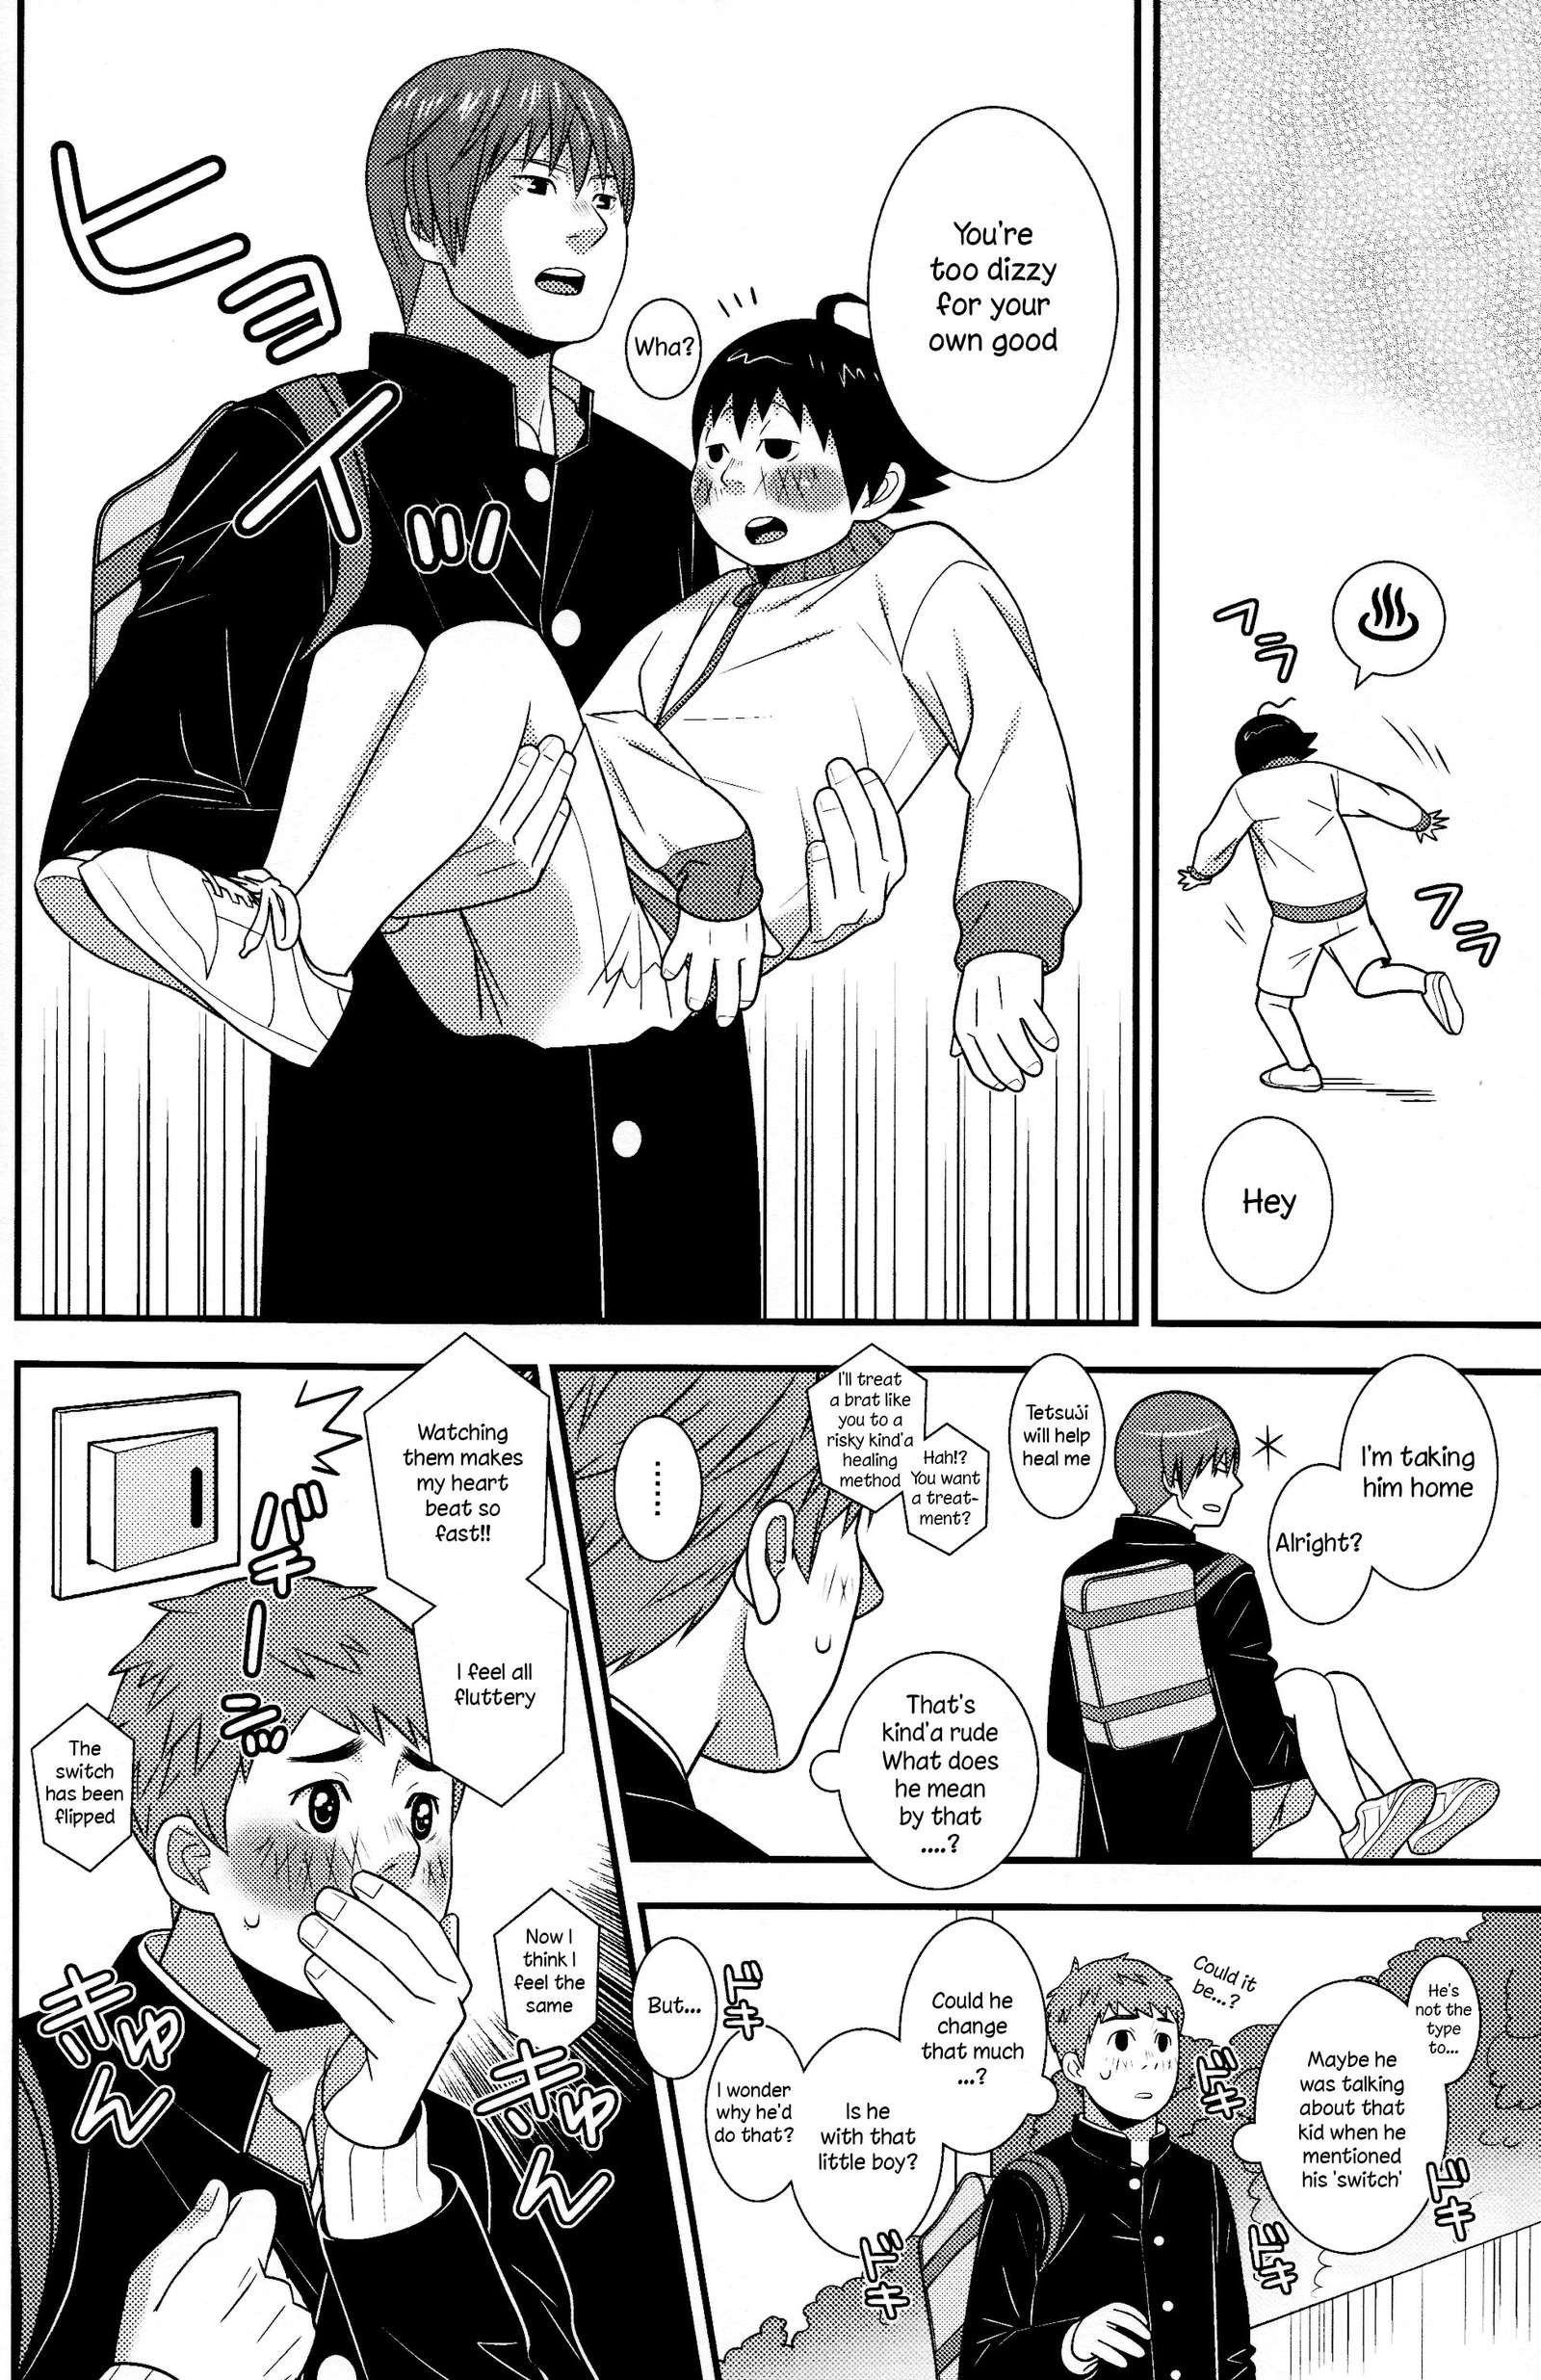 Hey
フラ
フラ
You're
too dizzy
for your
own good
Wha?
ヒョイッ
I'm taking
him home
Alright?
Tetsuji
will help
heal me
Hah!?
You want
a treat-
ment?
I'll treat
a brat like
you to a
risky kind'a
healing
method
......
That's
kind'a rude
What does
he mean
by that
....?
He's
not the
type
to...
Maybe he
was talking
about that
kid when he
mentioned
his 'switch'
Could it
be...?
Could he
change
that much
...?
Is he
with that
little boy?
I wonder
why he'd
do that?
But...
ドキ
ドキ
ドキ
ドキ
ドキ
Watching
them makes
my heart
beat so
fast!!
I feel all
fluttery
バチーンッ
The
switch
has been
flipped
Now I
think I
feel the
same
きゅん
きゅん